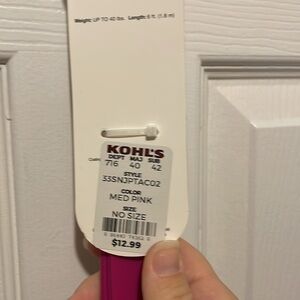 Weight: UP TO 40 lbs. Length: 6 ft. (1.8 m)
KOHL'S
DEPT MAJ SUB
716 40 42
STYLE
33SNJPTAC02
COLOR
MED PINK
SIZE
NO SIZE
$12.99